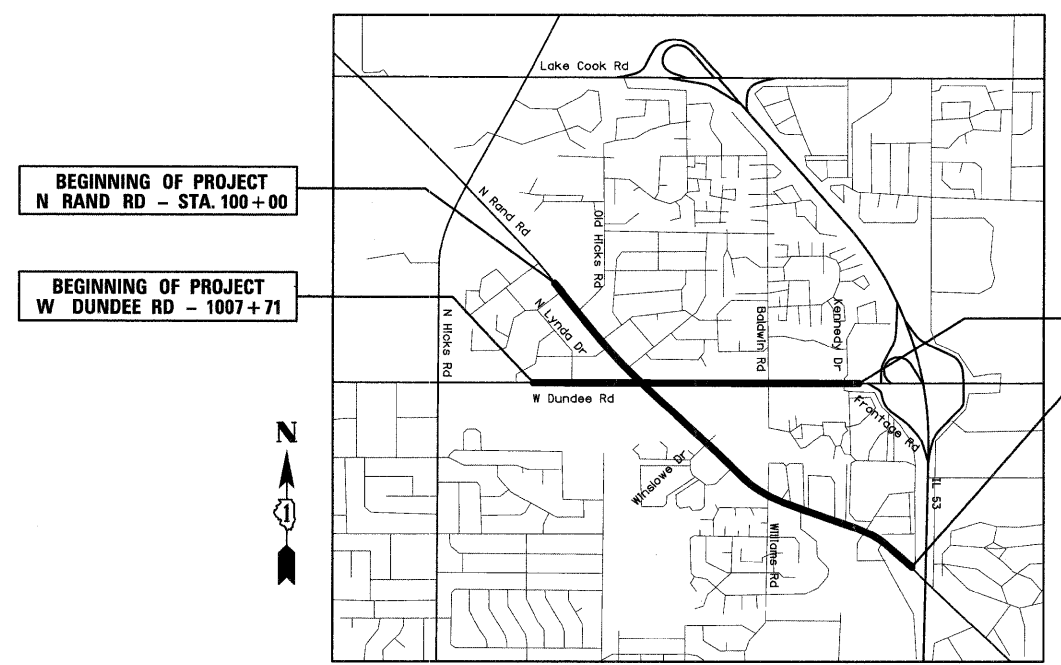 Lake Cook Rd
BEGINNING OF PROJECT
N RAND RD - STA. 100+00
N Rand Rd
Old Hicks Rd
BEGINNING OF PROJECT
W DUNDEE RD - 1007+71
N Hicks Rd
N Lynda Dr
Baldwin Rd
Kennedy Dr
W Dundee Rd
Frontage Rd
N
1
Winslowe Dr
IL 53
Williams Rd